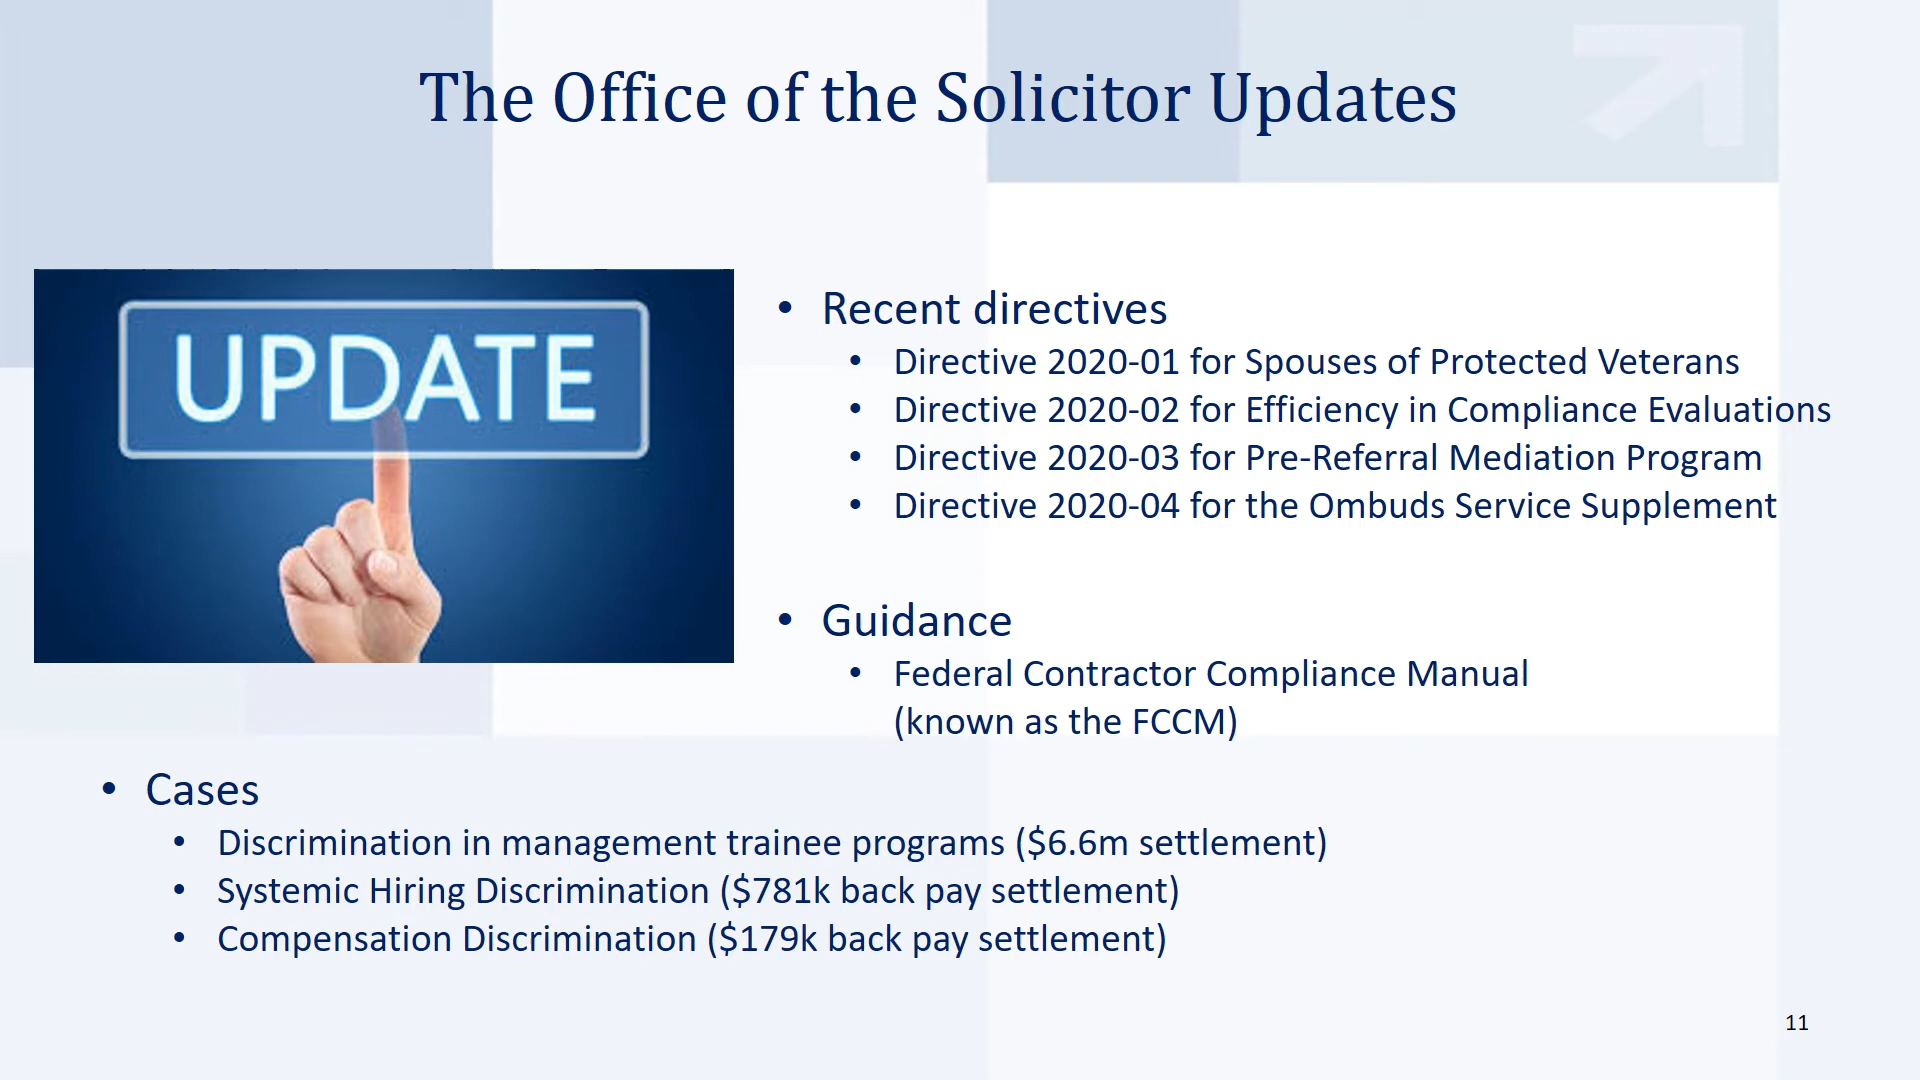 The Office of the Solicitor Updates
UPDATE
• Recent directives
• Directive 2020-01 for Spouses of Protected Veterans
• Directive 2020-02 for Efficiency in Compliance Evaluations
• Directive 2020-03 for Pre-Referral Mediation Program
• Directive 2020-04 for the Ombuds Service Supplement
• Guidance
• Federal Contractor Compliance Manual
(known as the FCCM)
• Cases
• Discrimination in management trainee programs ($6.6m settlement)
• Systemic Hiring Discrimination ($781k back pay settlement)
• Compensation Discrimination ($179k back pay settlement)
11